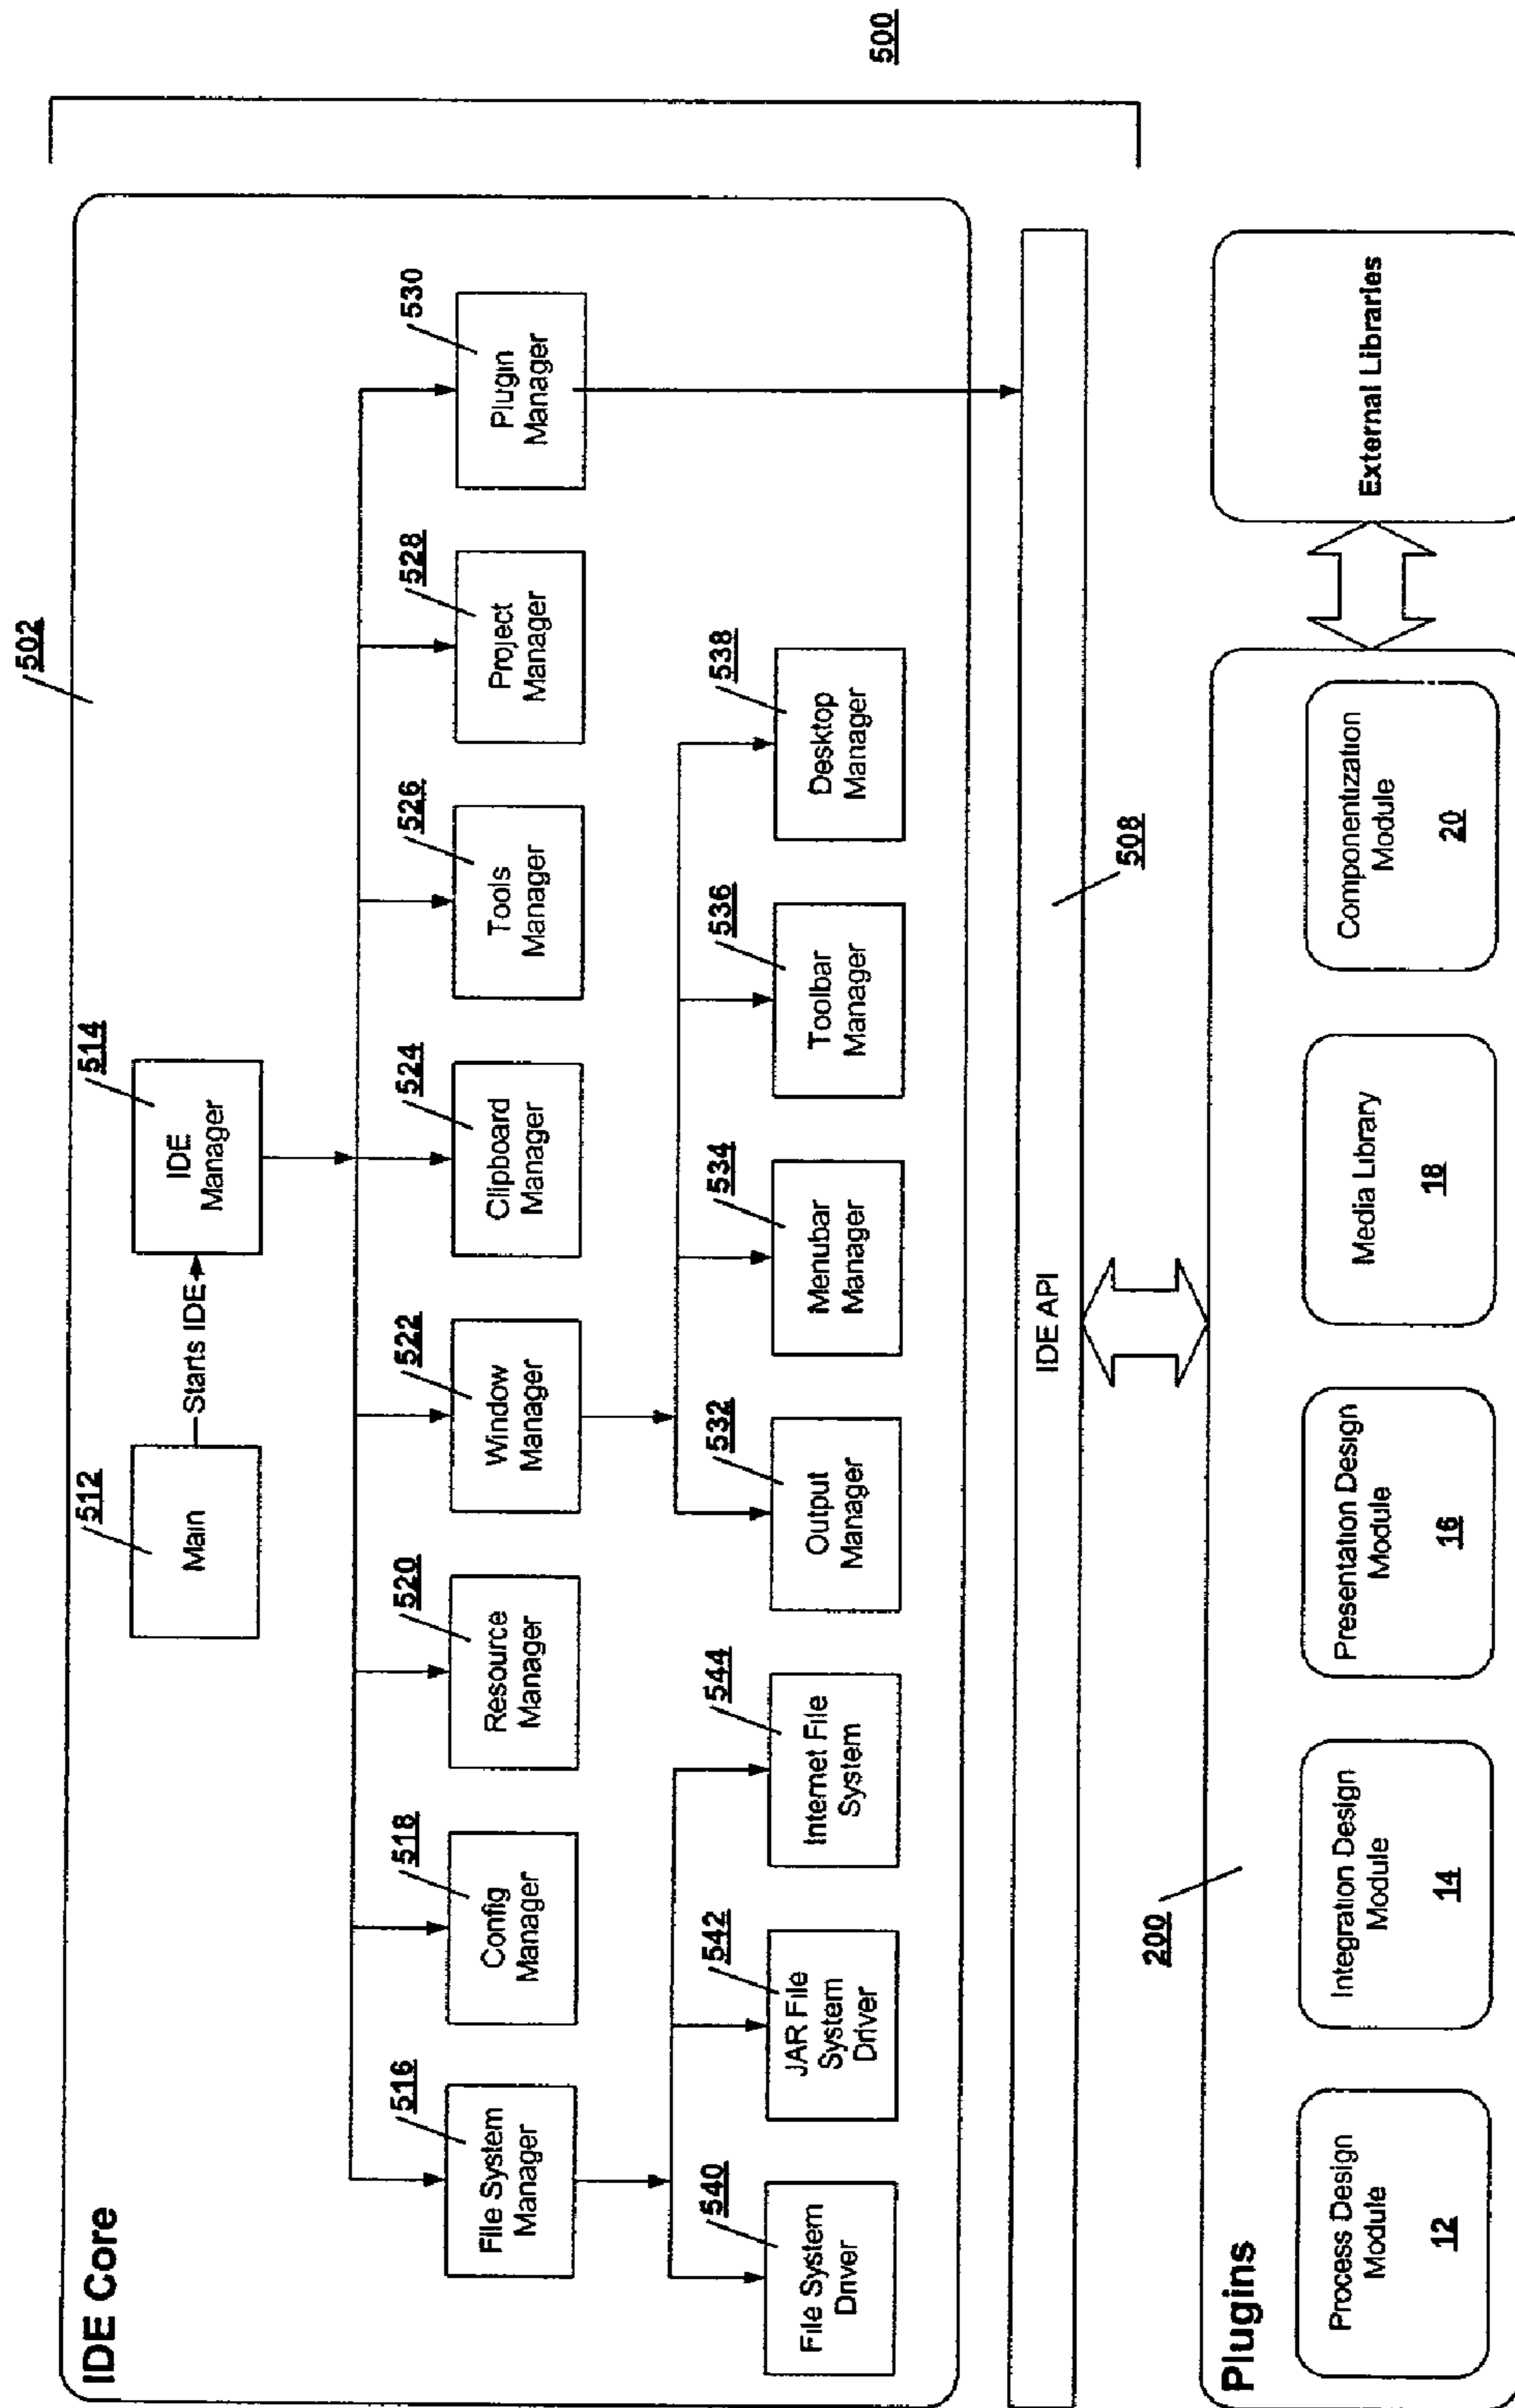 500
502
IDE Core
512
Main
Starts IDE
514
IDE
Manager
516
File System
Manager
518
Config
Manager
520
Resource
Manager
522
Window
Manager
524
Clipboard
Manager
526
Tools
Manager
528
Project
Manager
530
Plugin
Manager
540
File System
Driver
542
JAR File
System
Driver
544
Internet File
System
532
Output
Manager
534
Menubar
Manager
536
Toolbar
Manager
538
Desktop
Manager
IDE API
508
200
Plugins
Process Design
Module
12
Integration Design
Module
14
Presentation Design
Module
16
Media Library
18
Componentization
Module
20
External Libraries